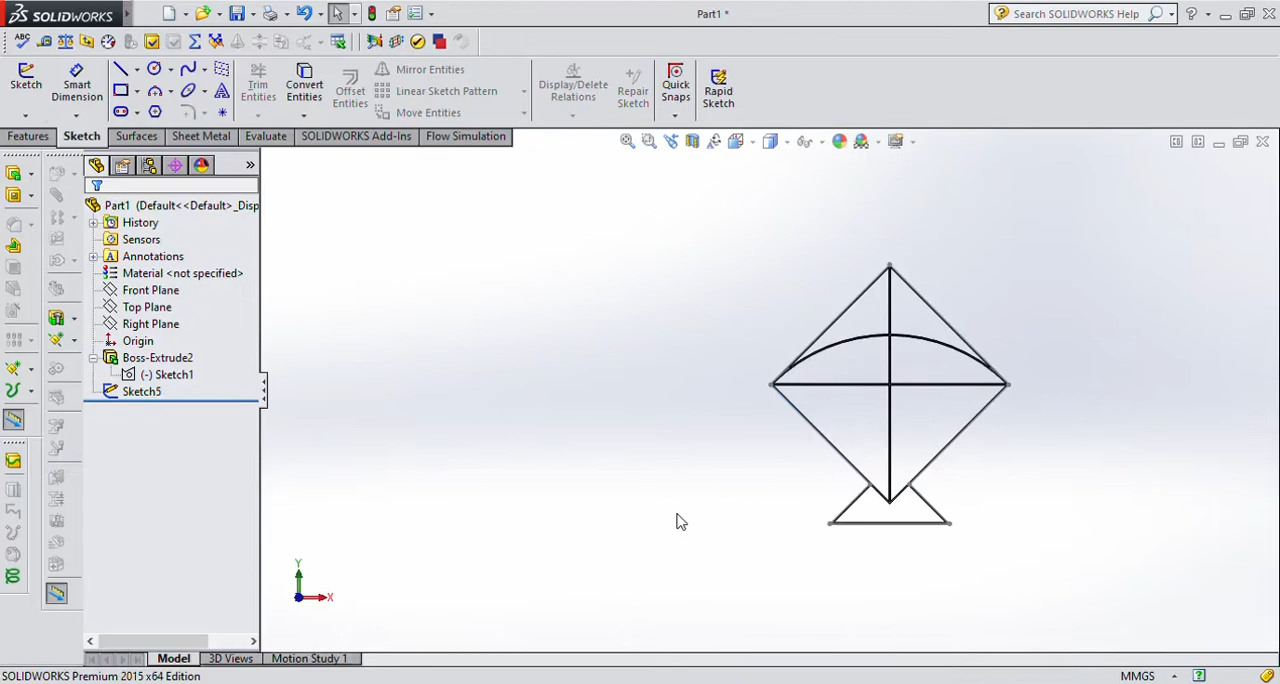 SOLIDWORKS
Part1 *
Search SOLIDWORKS Help
Sketch
Smart Dimension
Trim Entities
Convert Entities
Offset Entities
Mirror Entities
Linear Sketch Pattern
Move Entities
Display/Delete Relations
Repair Sketch
Quick Snaps
Rapid Sketch
Features
Sketch
Surfaces
Sheet Metal
Evaluate
SOLIDWORKS Add-Ins
Flow Simulation
Part1 (Default<<Default>_Disp
History
Sensors
Annotations
Material <not specified>
Front Plane
Top Plane
Right Plane
Origin
Boss-Extrude2
(-) Sketch1
Sketch5
Y
X
Model
3D Views
Motion Study 1
SOLIDWORKS Premium 2015 x64 Edition
MMGS